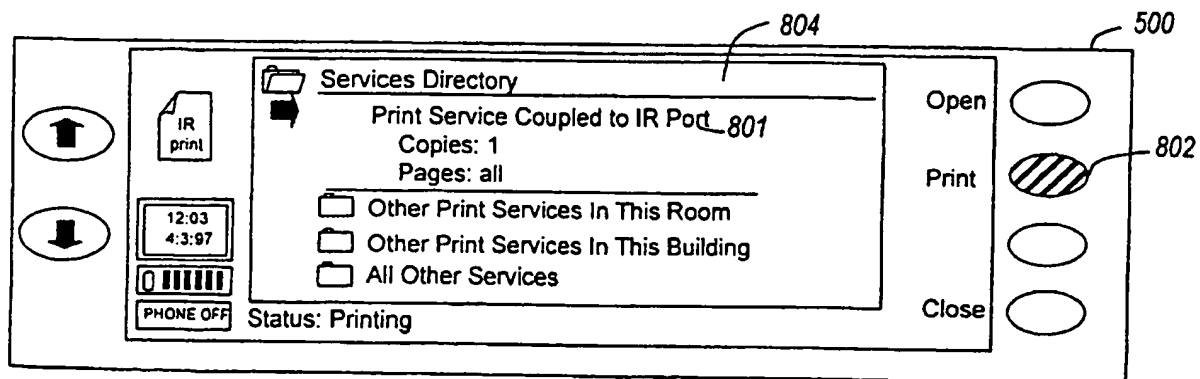 804
500
Services Directory
Print Service Coupled to IR Port
801
Copies: 1
Pages: all
Other Print Services In This Room
Other Print Services In This Building
All Other Services
IR
print
12:03
4:3:97
PHONE OFF
Status: Printing
Open
Print
802
Close